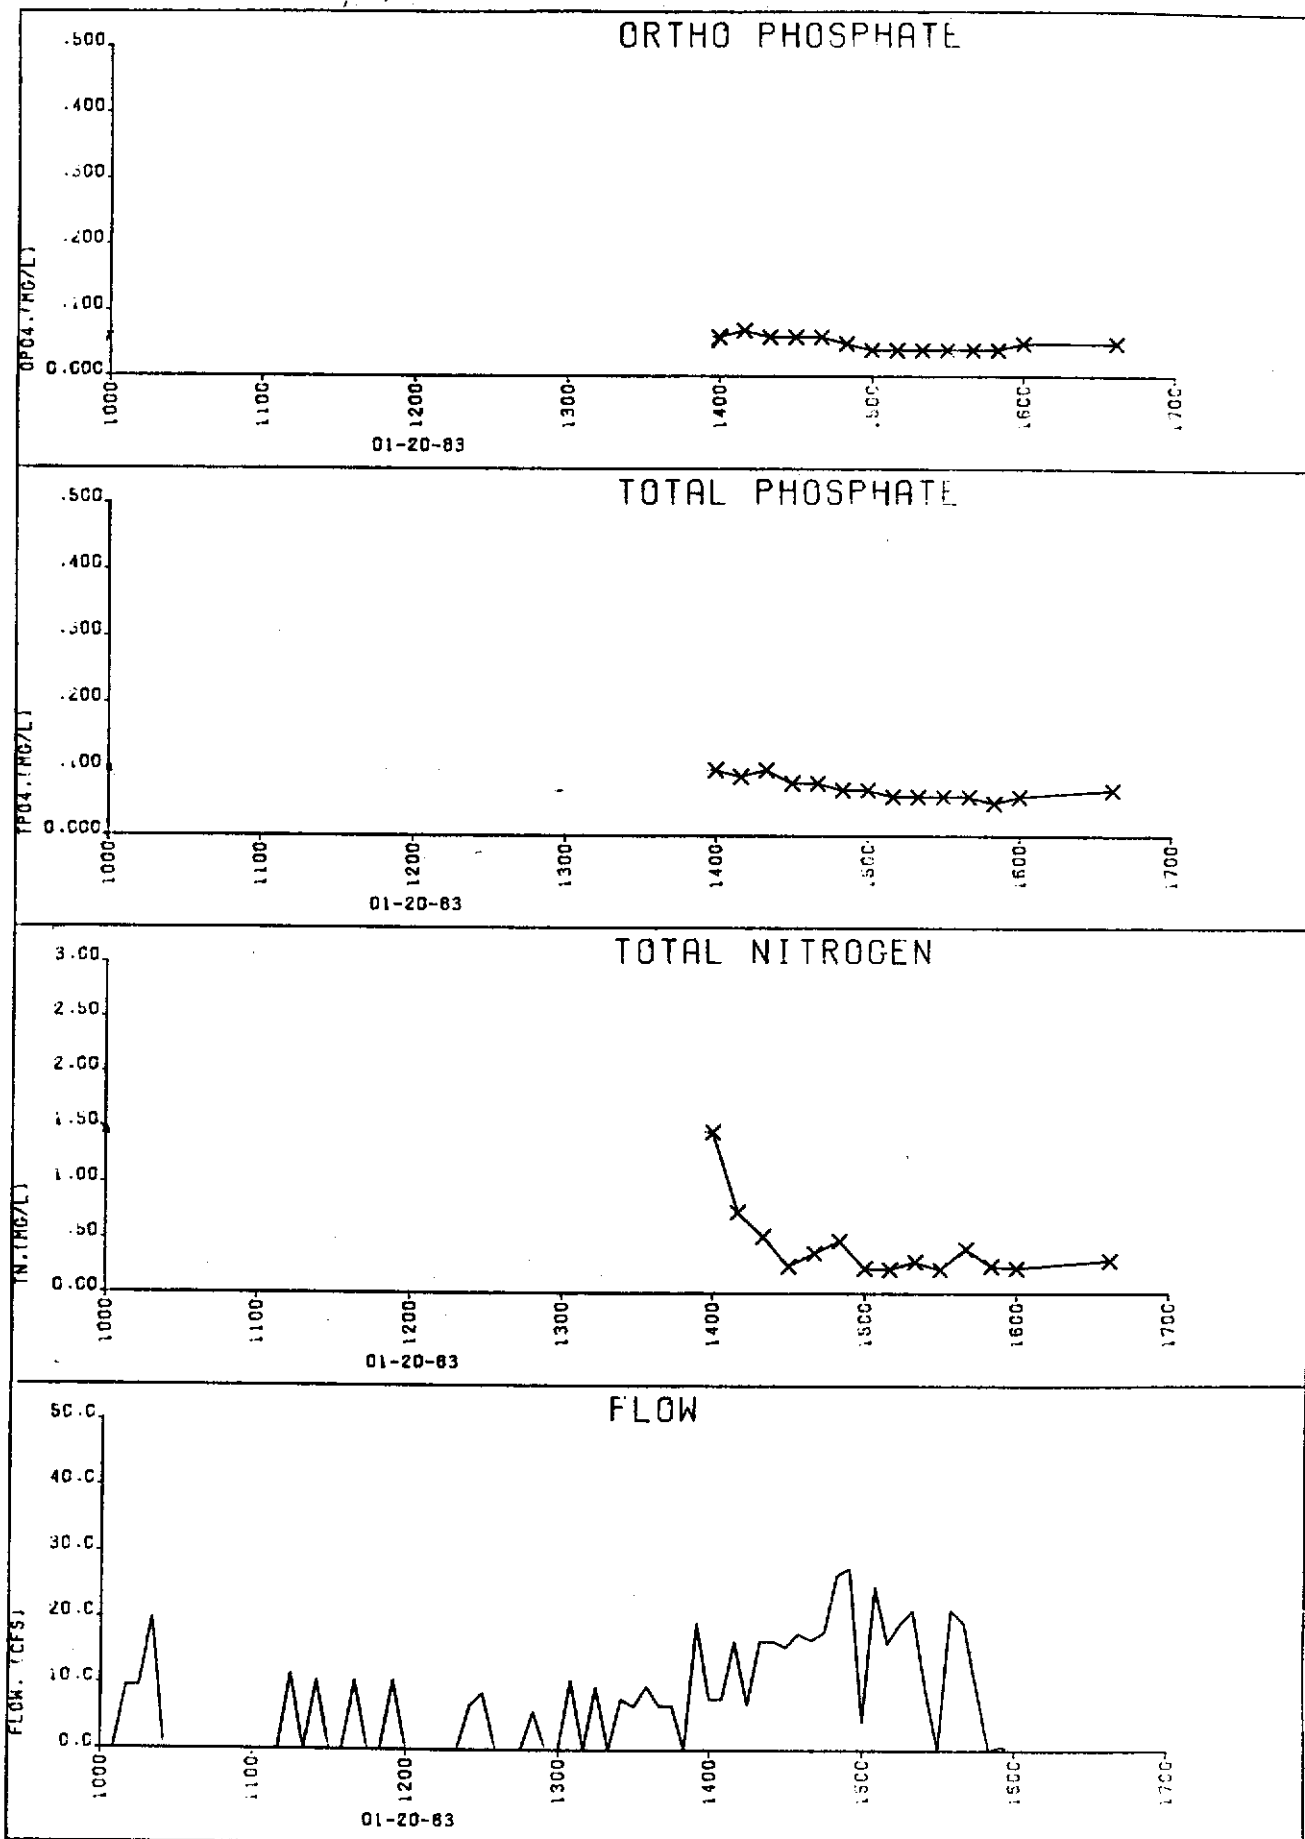 ORTHO PHOSPHATE
.500
.400
.300
.200
.100
0.000
OPO4.(MG/L)
1000 1100 1200 1300 1400 1500 1600 1700
01-20-83
TOTAL PHOSPHATE
.500
.400
.300
.200
.100
0.000
TPO4.(MG/L)
1000 1100 1200 1300 1400 1500 1600 1700
01-20-83
TOTAL NITROGEN
3.00
2.50
2.00
1.50
1.00
.50
0.00
TN.(MG/L)
1000 1100 1200 1300 1400 1500 1600 1700
01-20-83
FLOW
50.0
40.0
30.0
20.0
10.0
0.0
FLOW. (CFS)
1000 1100 1200 1300 1400 1500 1600 1700
01-20-83